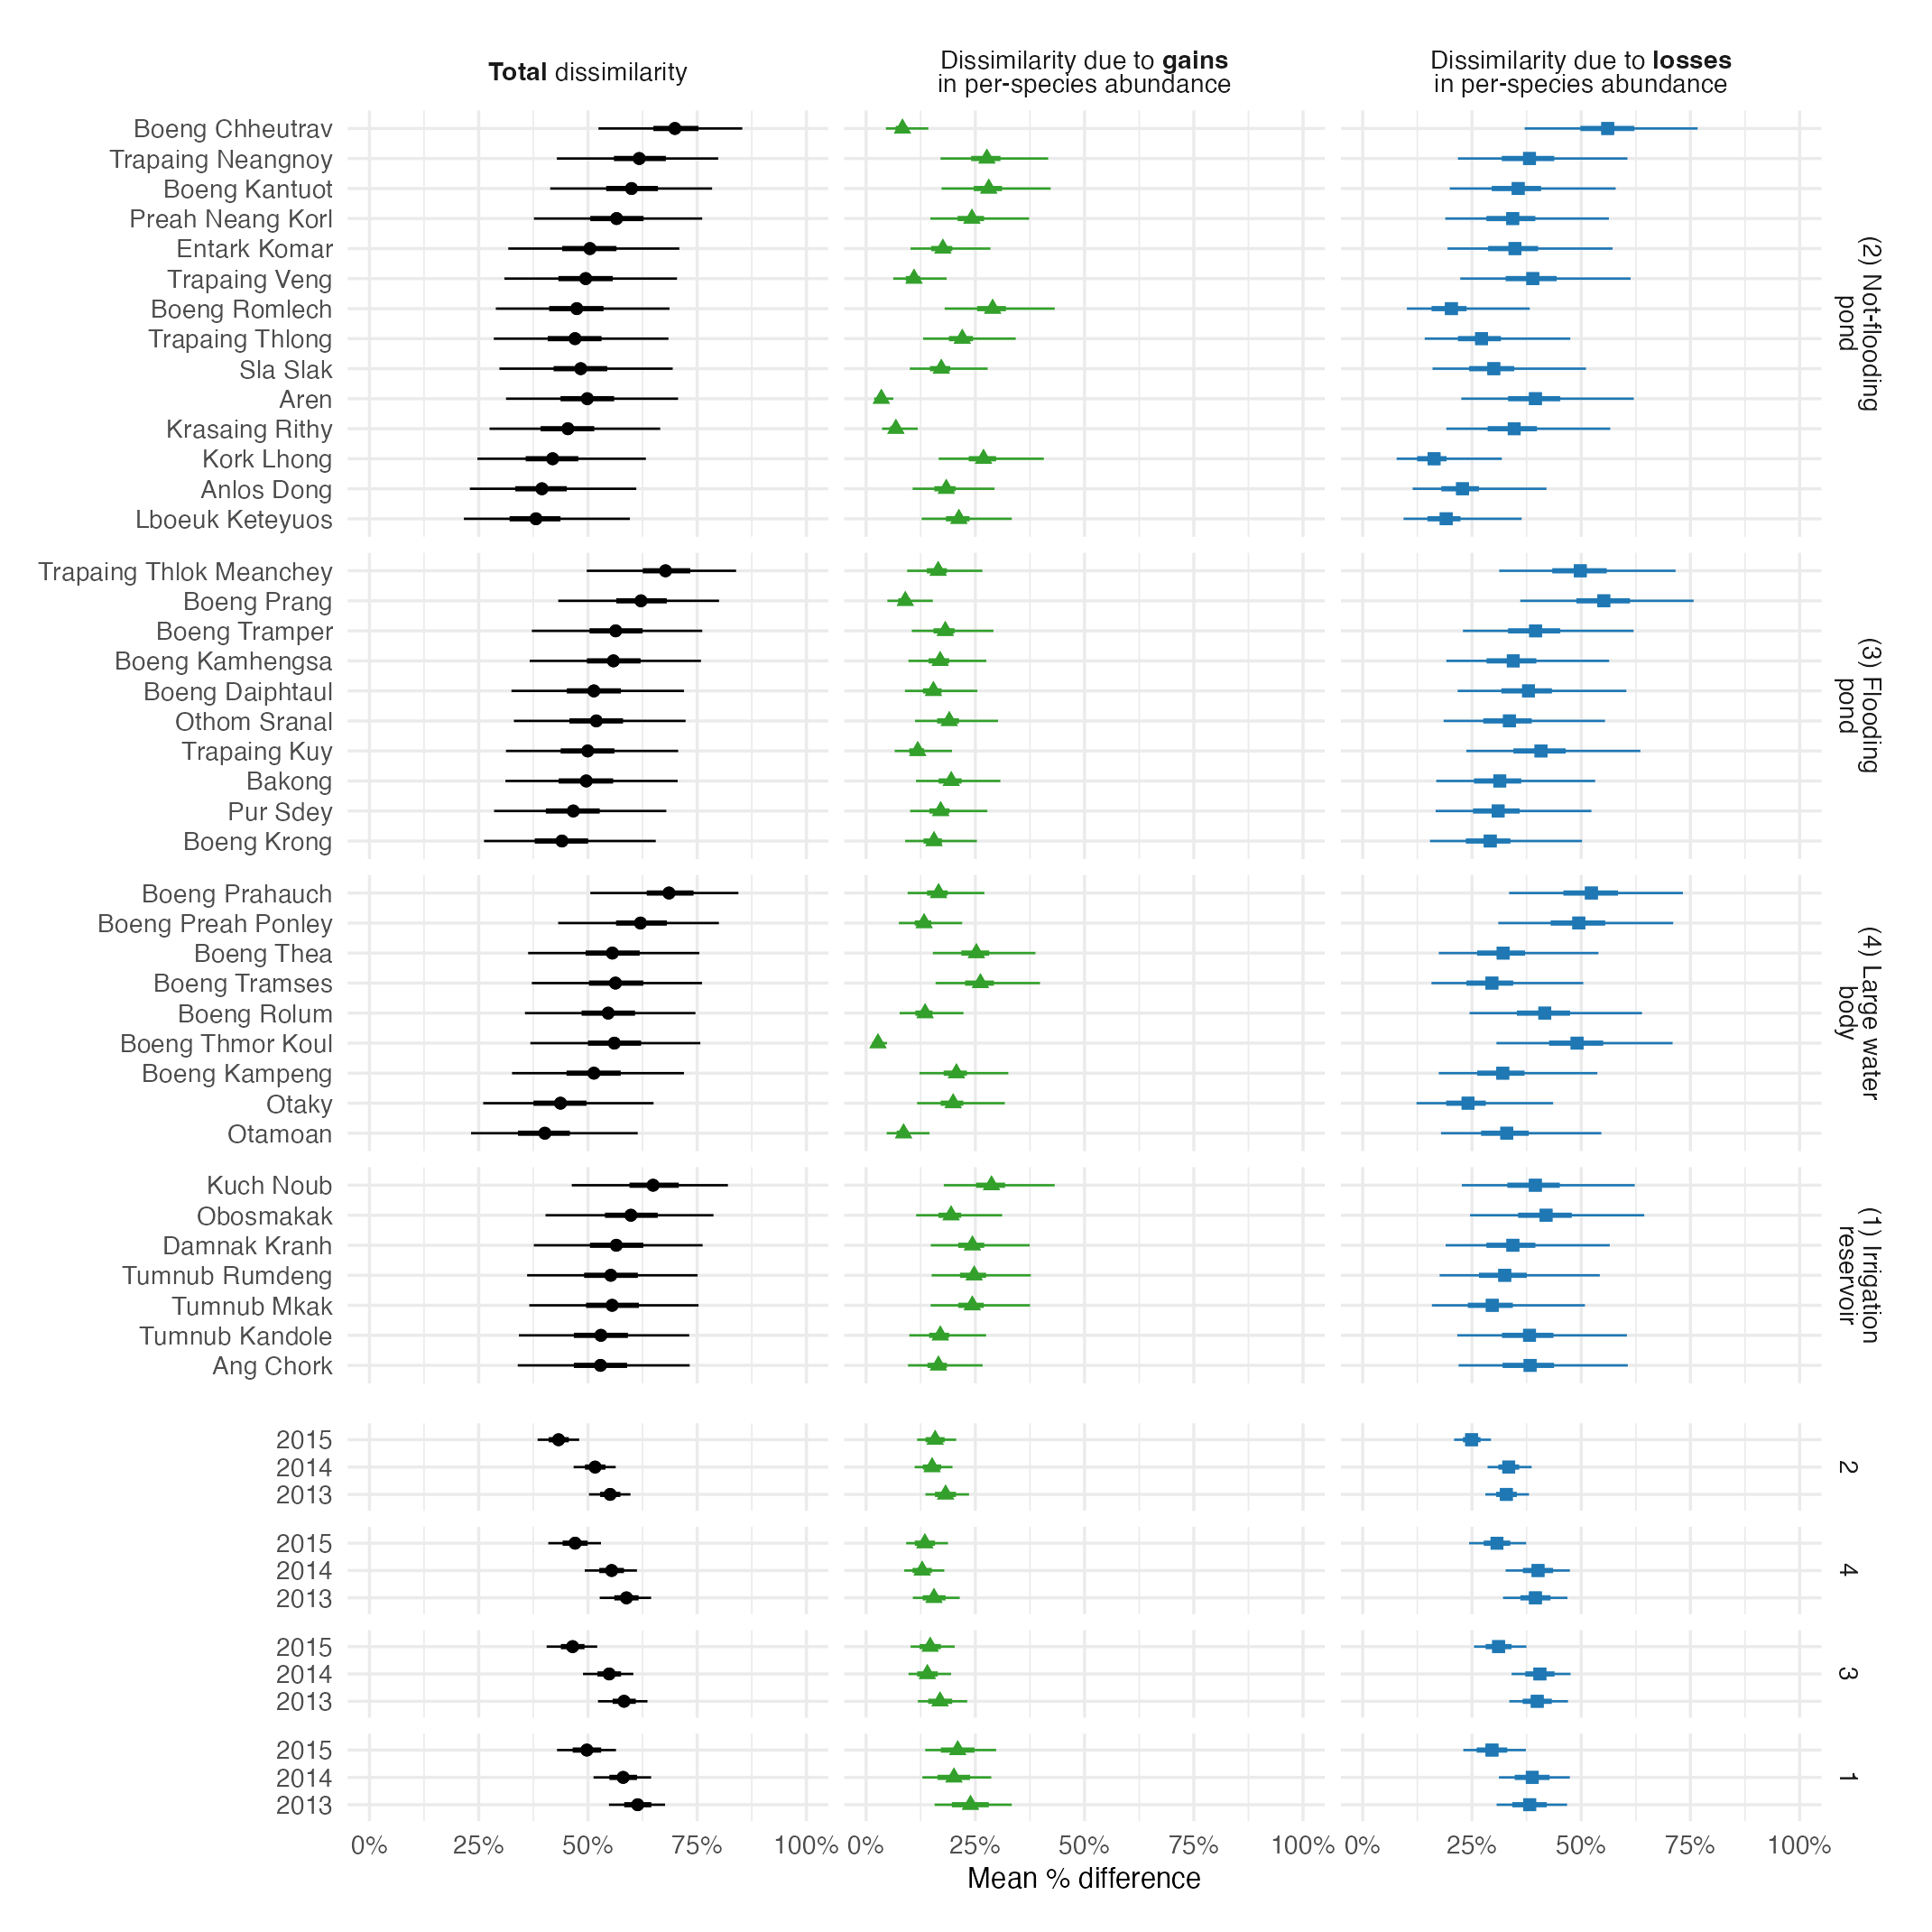 Total dissimilarity
Dissimilarity due to gains
in per-species abundance
Dissimilarity due to losses
in per-species abundance
Boeng Chheutrav
Trapaing Neangnoy
Boeng Kantuot
Preah Neang Korl
Entark Komar
Trapaing Veng
Boeng Romlech
Trapaing Thlong
Sla Slak
Aren
Krasaing Rithy
Kork Lhong
Anlos Dong
Lboeuk Keteyuos
(2) Not-flooding
pond
Trapaing Thlok Meanchey
Boeng Prang
Boeng Tramper
Boeng Kamhengsa
Boeng Daiphtaul
Othom Sranal
Trapaing Kuy
Bakong
Pur Sdey
Boeng Krong
(3) Flooding
pond
Boeng Prahauch
Boeng Preah Ponley
Boeng Thea
Boeng Tramses
Boeng Rolum
Boeng Thmor Koul
Boeng Kampeng
Otaky
Otamoan
(4) Large water
body
Kuch Noub
Obosmakak
Damnak Kranh
Tumnub Rumdeng
Tumnub Mkak
Tumnub Kandole
Ang Chork
(1) Irrigation
reservoir
2015
2014
2013
2
2015
2014
2013
4
2015
2014
2013
3
2015
2014
2013
1
0% 25% 50% 75% 100% 0% 25% 50% 75% 100% 0% 25% 50% 75% 100%
Mean % difference